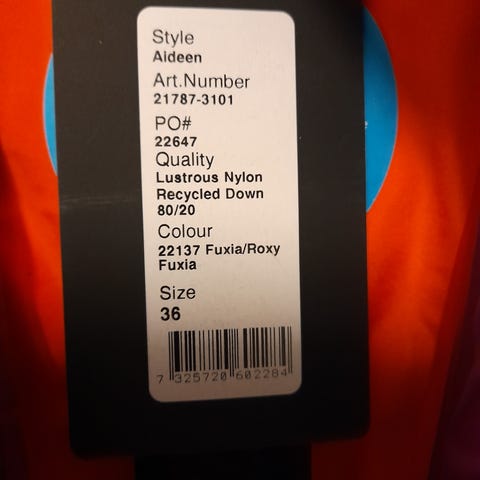 Style
Aideen
Art.Number
21787-3101
PO#
22647
Quality
Lustrous Nylon
Recycled Down
80/20
Colour
22137 Fuxia/Roxy
Fuxia
Size
36
7 325720 602284